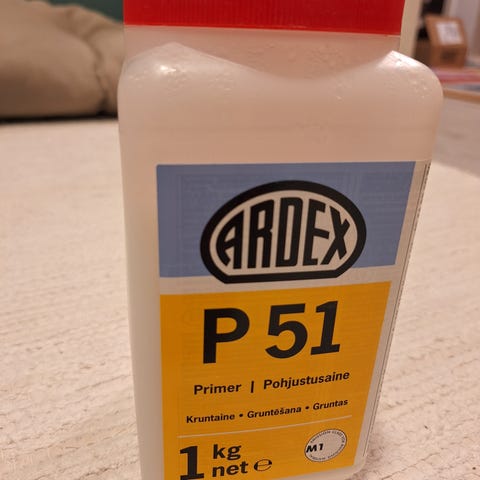 ARDEX
P 51
Primer | Pohjustusaine
Kruntaine • Gruntēšana • Gruntas
1 kg
net ℮
M1